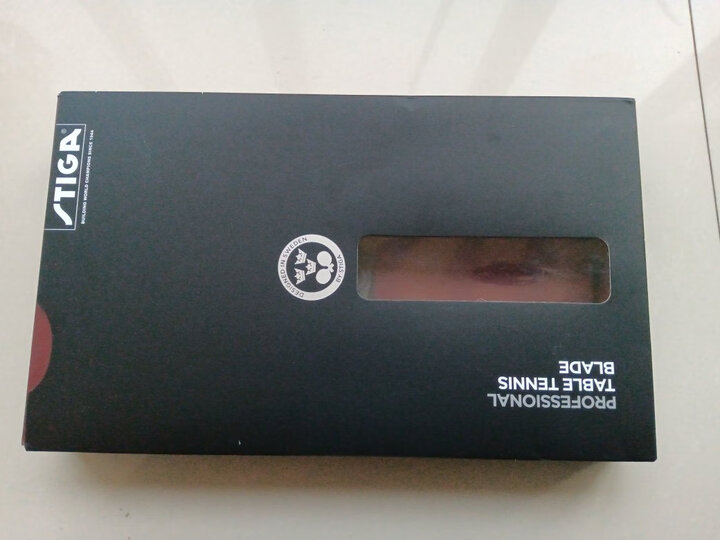 STIGA®
BUILDING WORLD CHAMPIONS SINCE 1944
DESIGNED IN SWEDEN
BY STIGA
PROFESSIONAL
TABLE TENNIS
BLADE